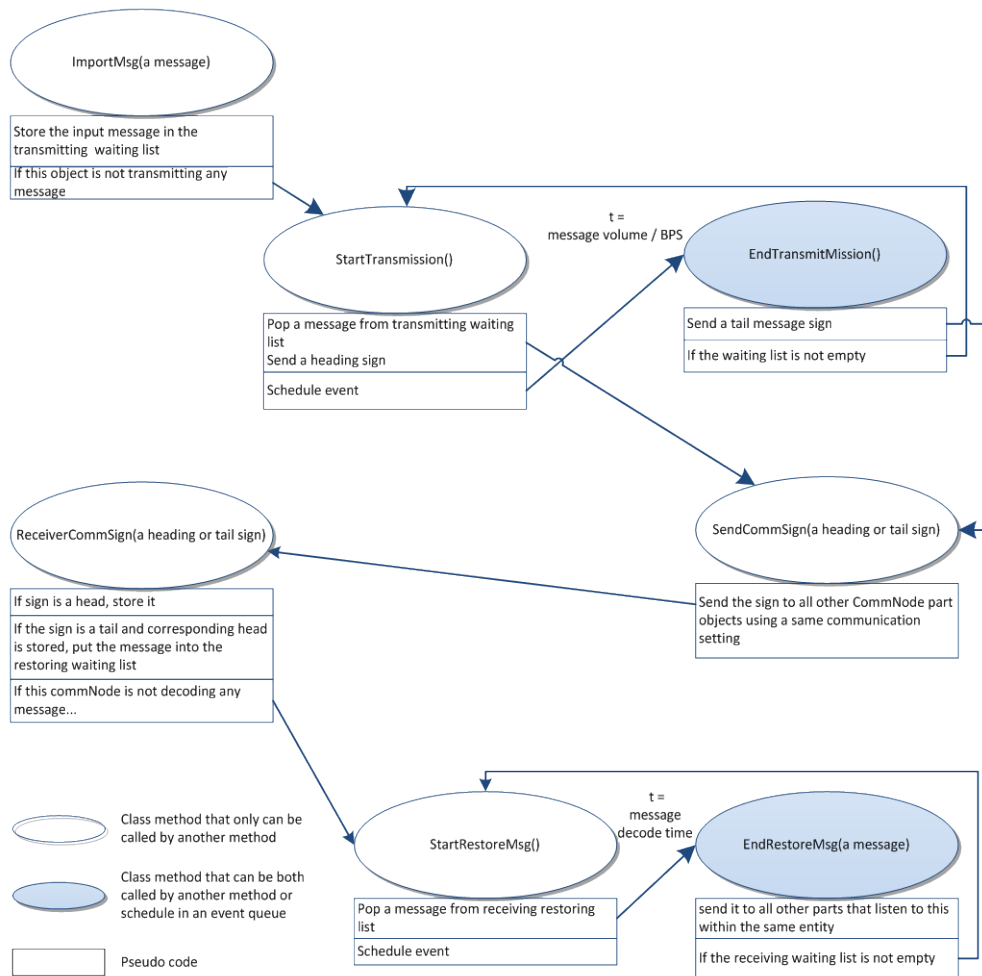 ImportMsg(a message)
Store the input message in the
transmitting waiting list
If this object is not transmitting any
message
StartTransmission()
Pop a message from transmitting waiting
list
Send a heading sign
Schedule event
t =
message volume / BPS
EndTransmitMission()
Send a tail message sign
If the waiting list is not empty
SendCommSign(a heading or tail sign)
Send the sign to all other CommNode part
objects using a same communication
setting
ReceiverCommSign(a heading or tail sign)
If sign is a head, store it
If the sign is a tail and corresponding head
is stored, put the message into the
restoring waiting list
If this commNode is not decoding any
message...
StartRestoreMsg()
Pop a message from receiving restoring
list
Schedule event
t =
message
decode time
EndRestoreMsg(a message)
send it to all other parts that listen to this
within the same entity
If the receiving waiting list is not empty
Class method that only can be
called by another method
Class method that can be both
called by another method or
schedule in an event queue
Pseudo code